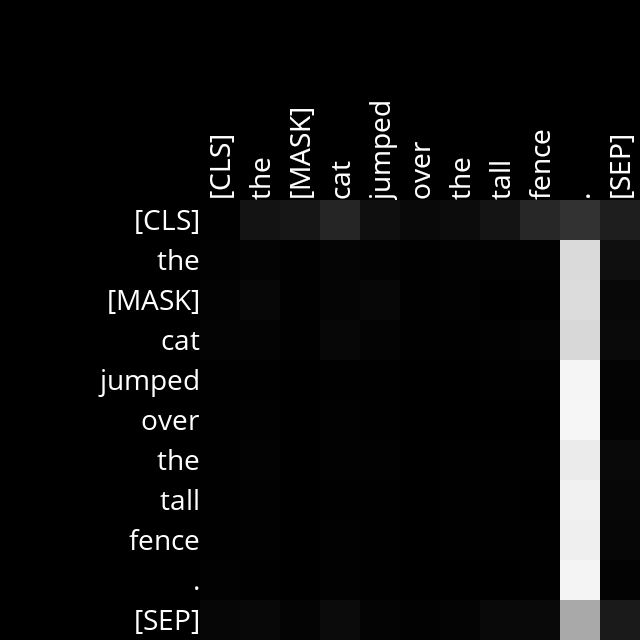 [CLS] the [MASK] cat jumped over the tall fence . [SEP]
[CLS]
the
[MASK]
cat
jumped
over
the
tall
fence
.
[SEP]